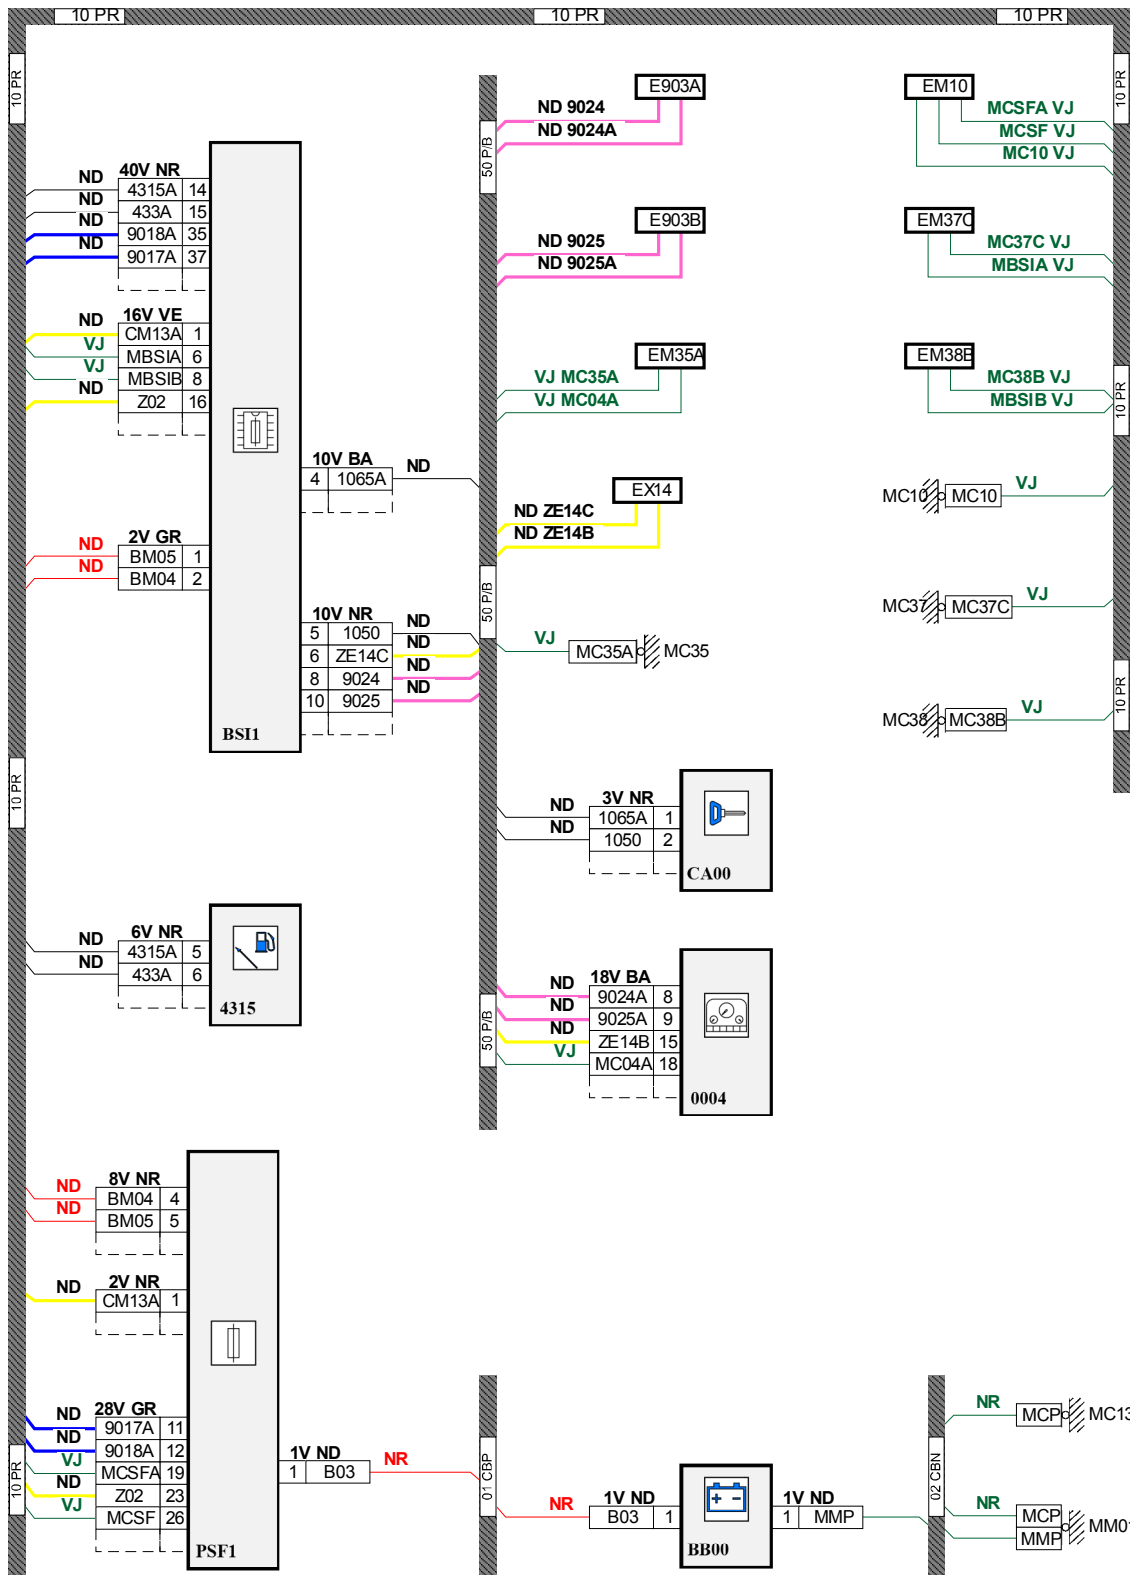 10 PR
10 PR
10 PR
10 PR
10 PR
E903A
ND 9024
ND 9024A
50 P/B
EM10
MCSFA VJ
MCSF VJ
MC10 VJ
40V NR
ND 4315A 14
ND 433A 15
ND 9018A 35
ND 9017A 37
E903B
ND 9025
ND 9025A
EM37C
MC37C VJ
MBSIA VJ
16V VE
ND CM13A 1
VJ MBSIA 6
VJ MBSIB 8
ND Z02 16
EM35A
VJ MC35A
VJ MC04A
EM38B
MC38B VJ
MBSIB VJ
10 PR
10V BA
4 1065A ND
EX14
ND ZE14C
ND ZE14B
MC10 MC10 VJ
2V GR
ND BM05 1
ND BM04 2
50 P/B
MC37 MC37C VJ
10V NR
5 1050 ND
6 ZE14C ND
8 9024 ND
10 9025 ND
BSI1
VJ MC35A MC35
10 PR
MC38 MC38B VJ
10 PR
3V NR
ND 1065A 1
ND 1050 2
CA00
6V NR
ND 4315A 5
ND 433A 6
4315
18V BA
ND 9024A 8
ND 9025A 9
ND ZE14B 15
VJ MC04A 18
50 P/B
0004
8V NR
ND BM04 4
ND BM05 5
2V NR
ND CM13A 1
28V GR
ND 9017A 11
ND 9018A 12
VJ MCSFA 19
ND Z02 23
VJ MCSF 26
10 PR
PSF1
1V ND
1 B03 NR
01 CBP
1V ND
NR B03 1
BB00
1V ND
1 MMP
02 CBN
NR MCP MC13
NR MCP
MMP MM01